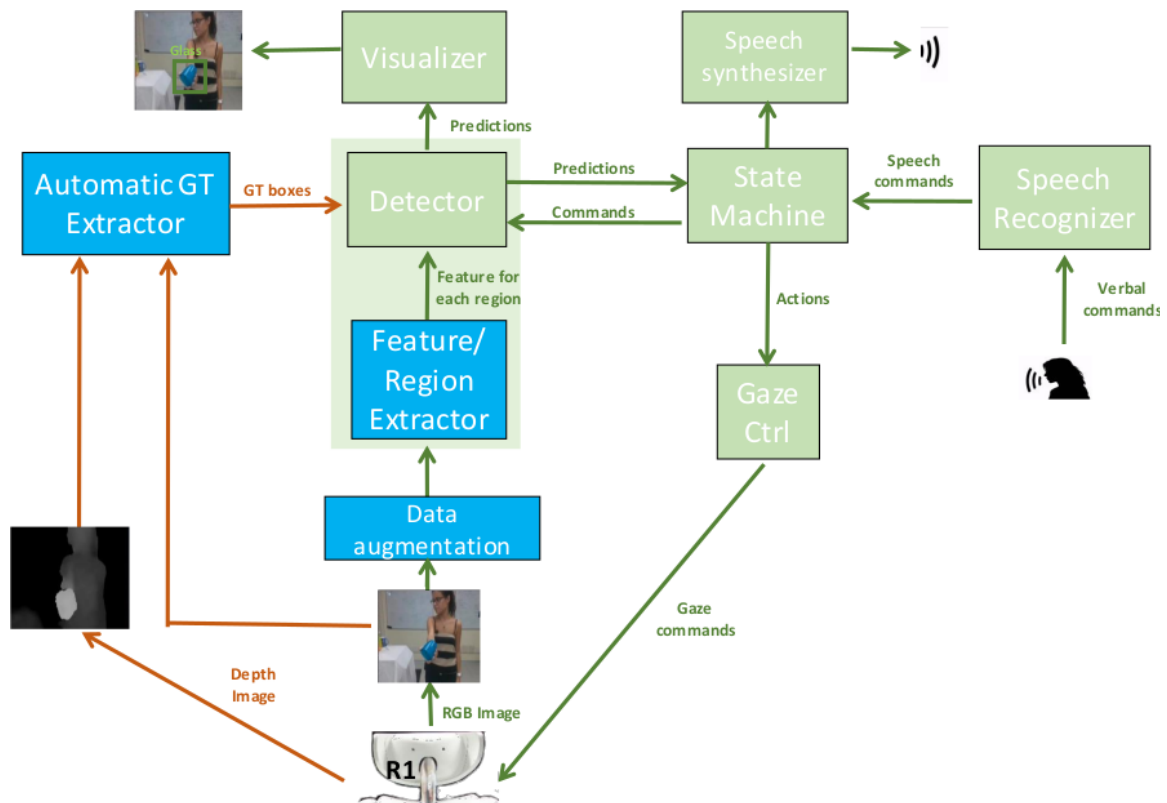 Glass
Visualizer
Speech
synthesizer
Predictions
Automatic GT
Extractor
GT boxes
Detector
Predictions
Commands
State
Machine
Speech
commands
Speech
Recognizer
Feature for
each region
Actions
Verbal
commands
Feature/
Region
Extractor
Gaze
Ctrl
Data
augmentation
Gaze
commands
Depth
Image
RGB Image
R1